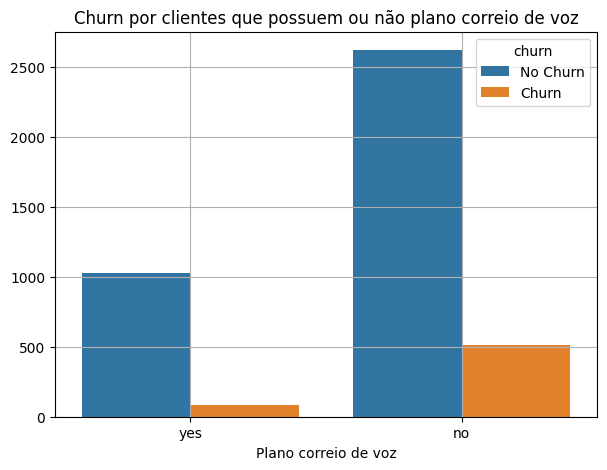 Churn por clientes que possuem ou não plano correio de voz
churn
No Churn
Churn
2500
2000
1500
1000
500
0
yes
no
Plano correio de voz